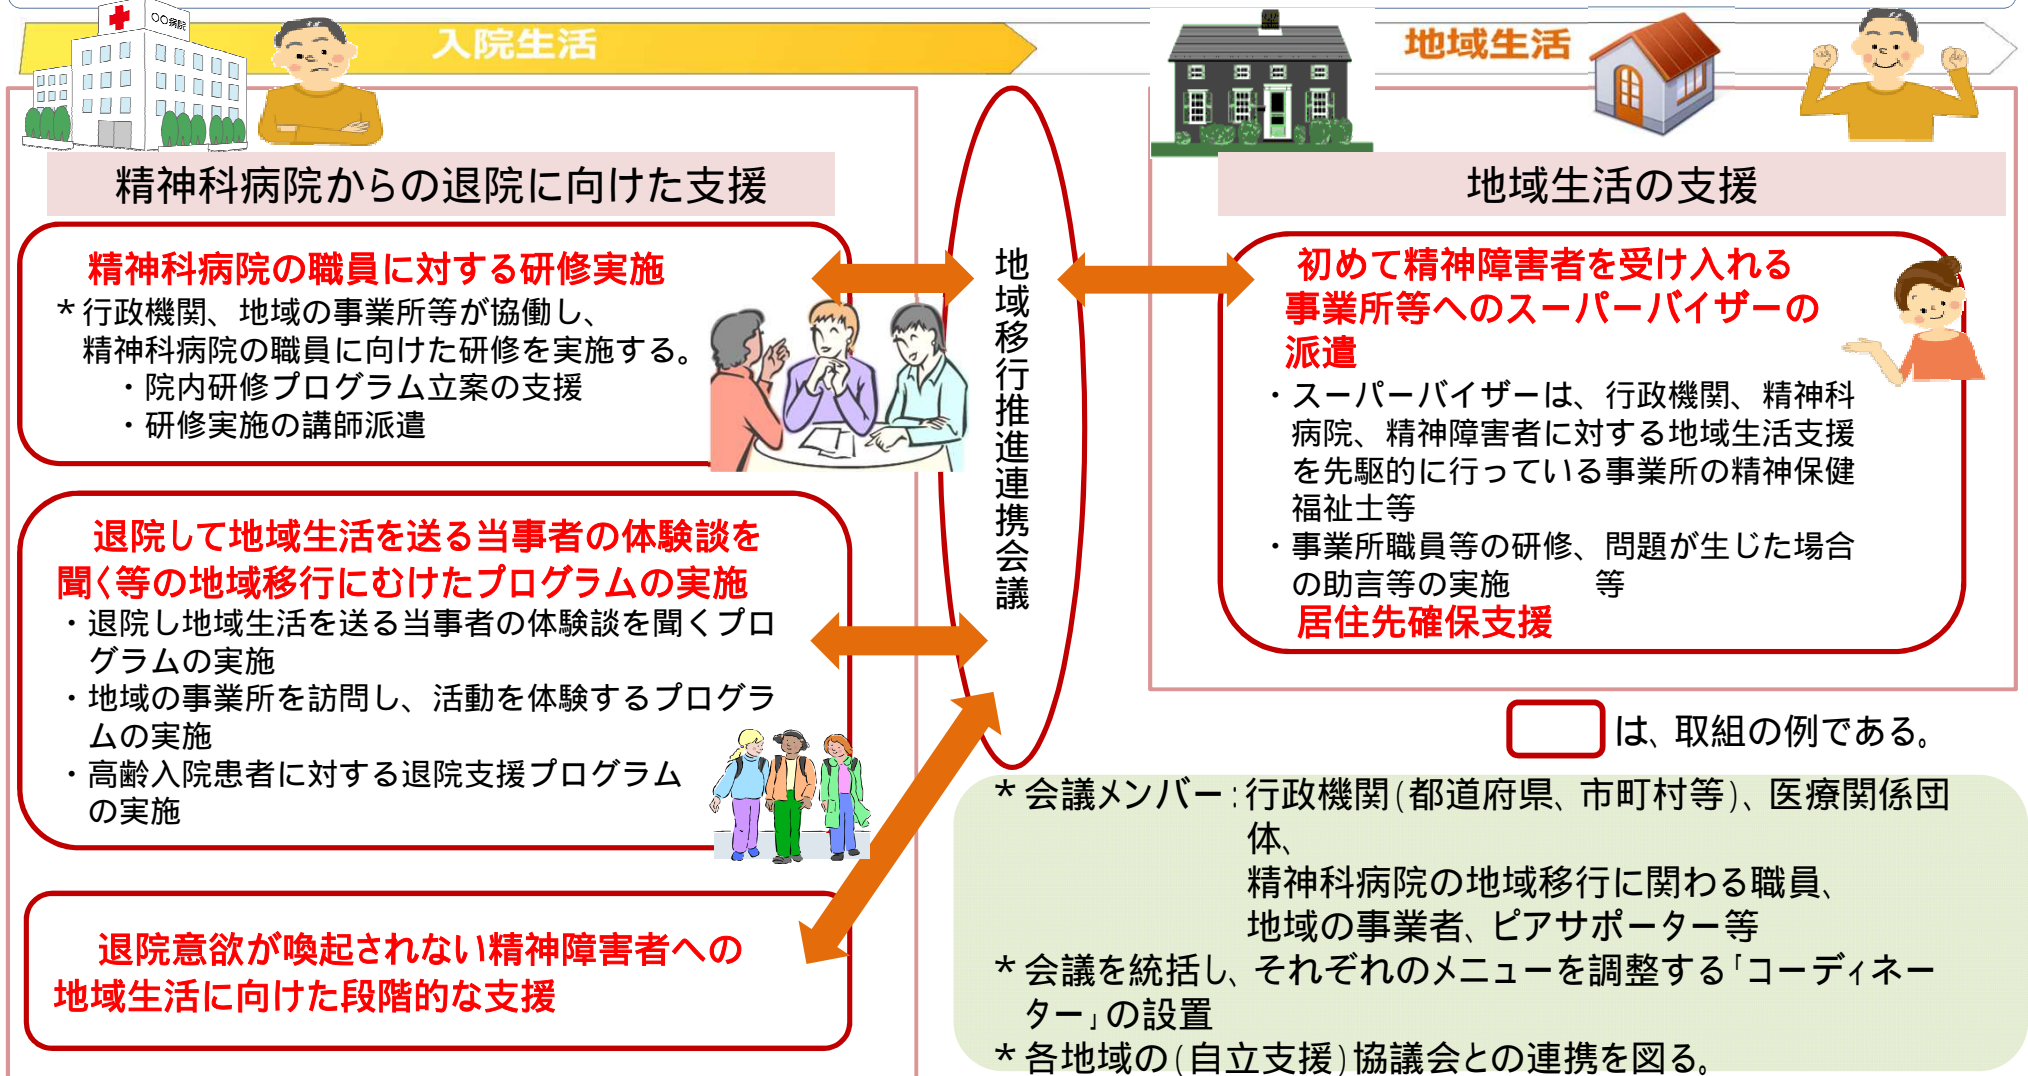 〇〇病院
入院生活
地域生活
精神科病院からの退院に向けた支援
精神科病院の職員に対する研修実施
*行政機関、地域の事業所等が協働し、
精神科病院の職員に向けた研修を実施する。
・院内研修プログラム立案の支援
・研修実施の講師派遣
退院して地域生活を送る当事者の体験談を
聞く等の地域移行にむけたプログラムの実施
・退院し地域生活を送る当事者の体験談を聞くプロ
グラムの実施
・地域の事業所を訪問し、活動を体験するプログラ
ムの実施
・高齢入院患者に対する退院支援プログラム
の実施
退院意欲が喚起されない精神障害者への
地域生活に向けた段階的な支援
地域移行推進連携会議
地域生活の支援
初めて精神障害者を受け入れる
事業所等へのスーパーバイザーの
派遣
・スーパーバイザーは、行政機関、精神科
病院、精神障害者に対する地域生活支援
を先駆的に行っている事業所の精神保健
福祉士等
・事業所職員等の研修、問題が生じた場合
の助言等の実施　　等
居住先確保支援
は、取組の例である。
*会議メンバー：行政機関(都道府県、市町村等)、医療関係団
体、
精神科病院の地域移行に関わる職員、
地域の事業者、ピアサポーター等
*会議を統括し、それぞれのメニューを調整する「コーディネー
ター」の設置
*各地域の(自立支援)協議会との連携を図る。